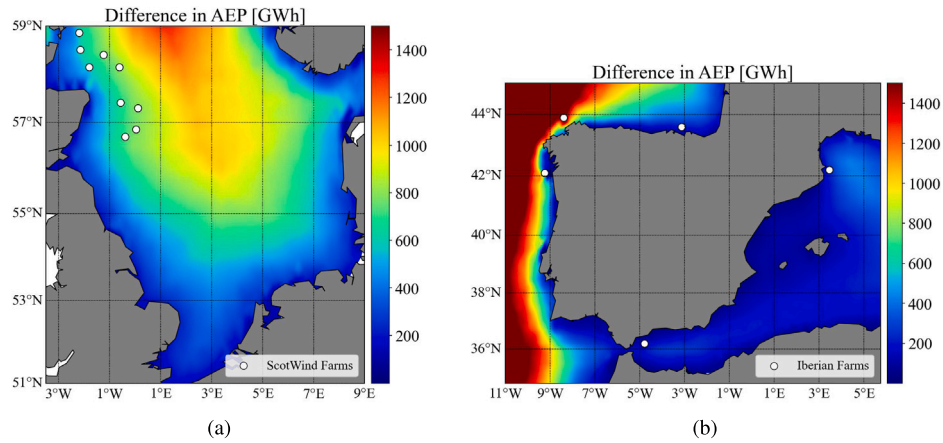 Difference in AEP [GWh]
59°N
57°N
55°N
53°N
51°N
3°W 1°W 1°E 3°E 5°E 7°E 9°E
1400
1200
1000
800
600
400
200
ScotWind Farms
(a)
Difference in AEP [GWh]
44°N
42°N
40°N
38°N
36°N
11°W 9°W 7°W 5°W 3°W 1°W 1°E 3°E 5°E
1400
1200
1000
800
600
400
200
Iberian Farms
(b)